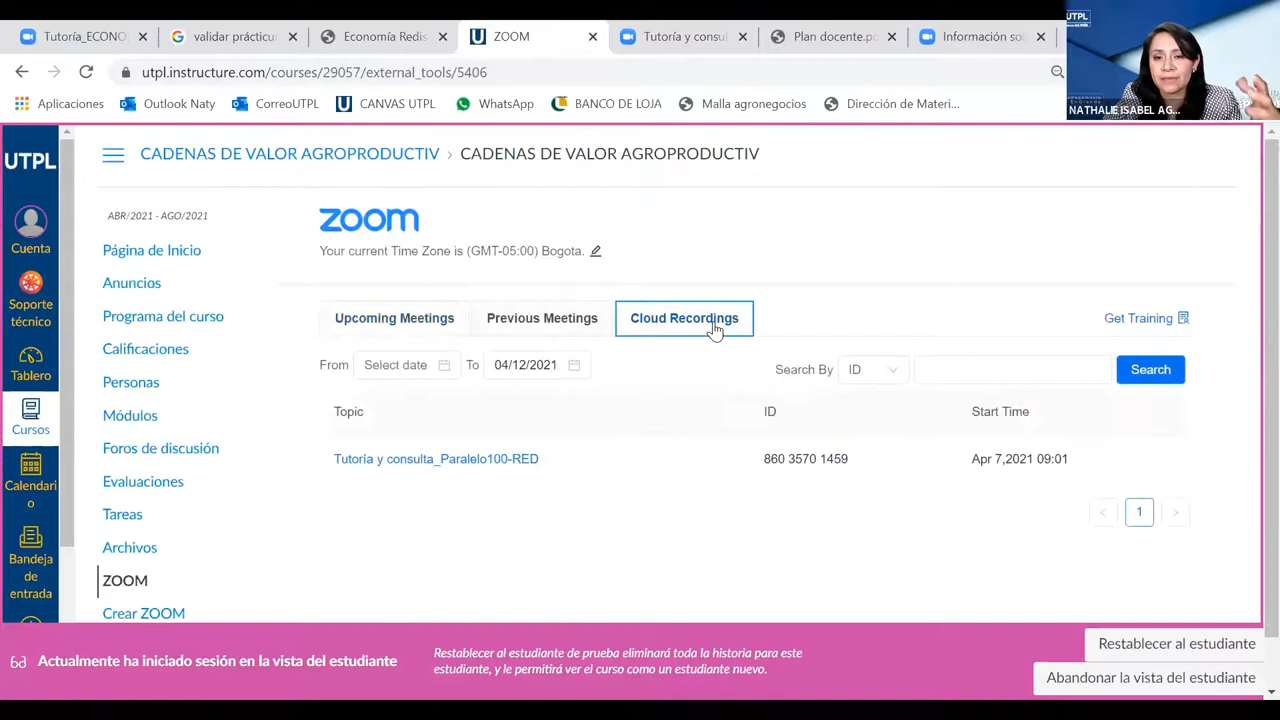 Tutoría_ECONO
validar prácticu
Economía Redis
ZOOM
Tutoría y consul
Plan docente.po
Información so
utpl.instructure.com/courses/29057/external_tools/5406
Aplicaciones
Outlook Naty
CorreoUTPL
CANVAS UTPL
WhatsApp
BANCO DE LOJA
Malla agronegocios
Dirección de Materi...
UTPL
NATHALIE ISABEL AG...
UTPL
CADENAS DE VALOR AGROPRODUCTIV › CADENAS DE VALOR AGROPRODUCTIV
Cuenta
Soporte
técnico
Tablero
Cursos
Calendari
o
Bandeja
de
entrada
ABR/2021 - AGO/2021
Página de Inicio
Anuncios
Programa del curso
Calificaciones
Personas
Módulos
Foros de discusión
Evaluaciones
Tareas
Archivos
ZOOM
Crear ZOOM
zoom
Your current Time Zone is (GMT-05:00) Bogota.
Upcoming Meetings
Previous Meetings
Cloud Recordings
Get Training
From Select date To 04/12/2021
Search By ID
Search
Topic ID Start Time
Tutoría y consulta_Paralelo100-RED 860 3570 1459 Apr 7,2021 09:01
< 1 >
Actualmente ha iniciado sesión en la vista del estudiante
Restablecer al estudiante de prueba eliminará toda la historia para este
estudiante, y le permitirá ver el curso como un estudiante nuevo.
Restablecer al estudiante
Abandonar la vista del estudiante